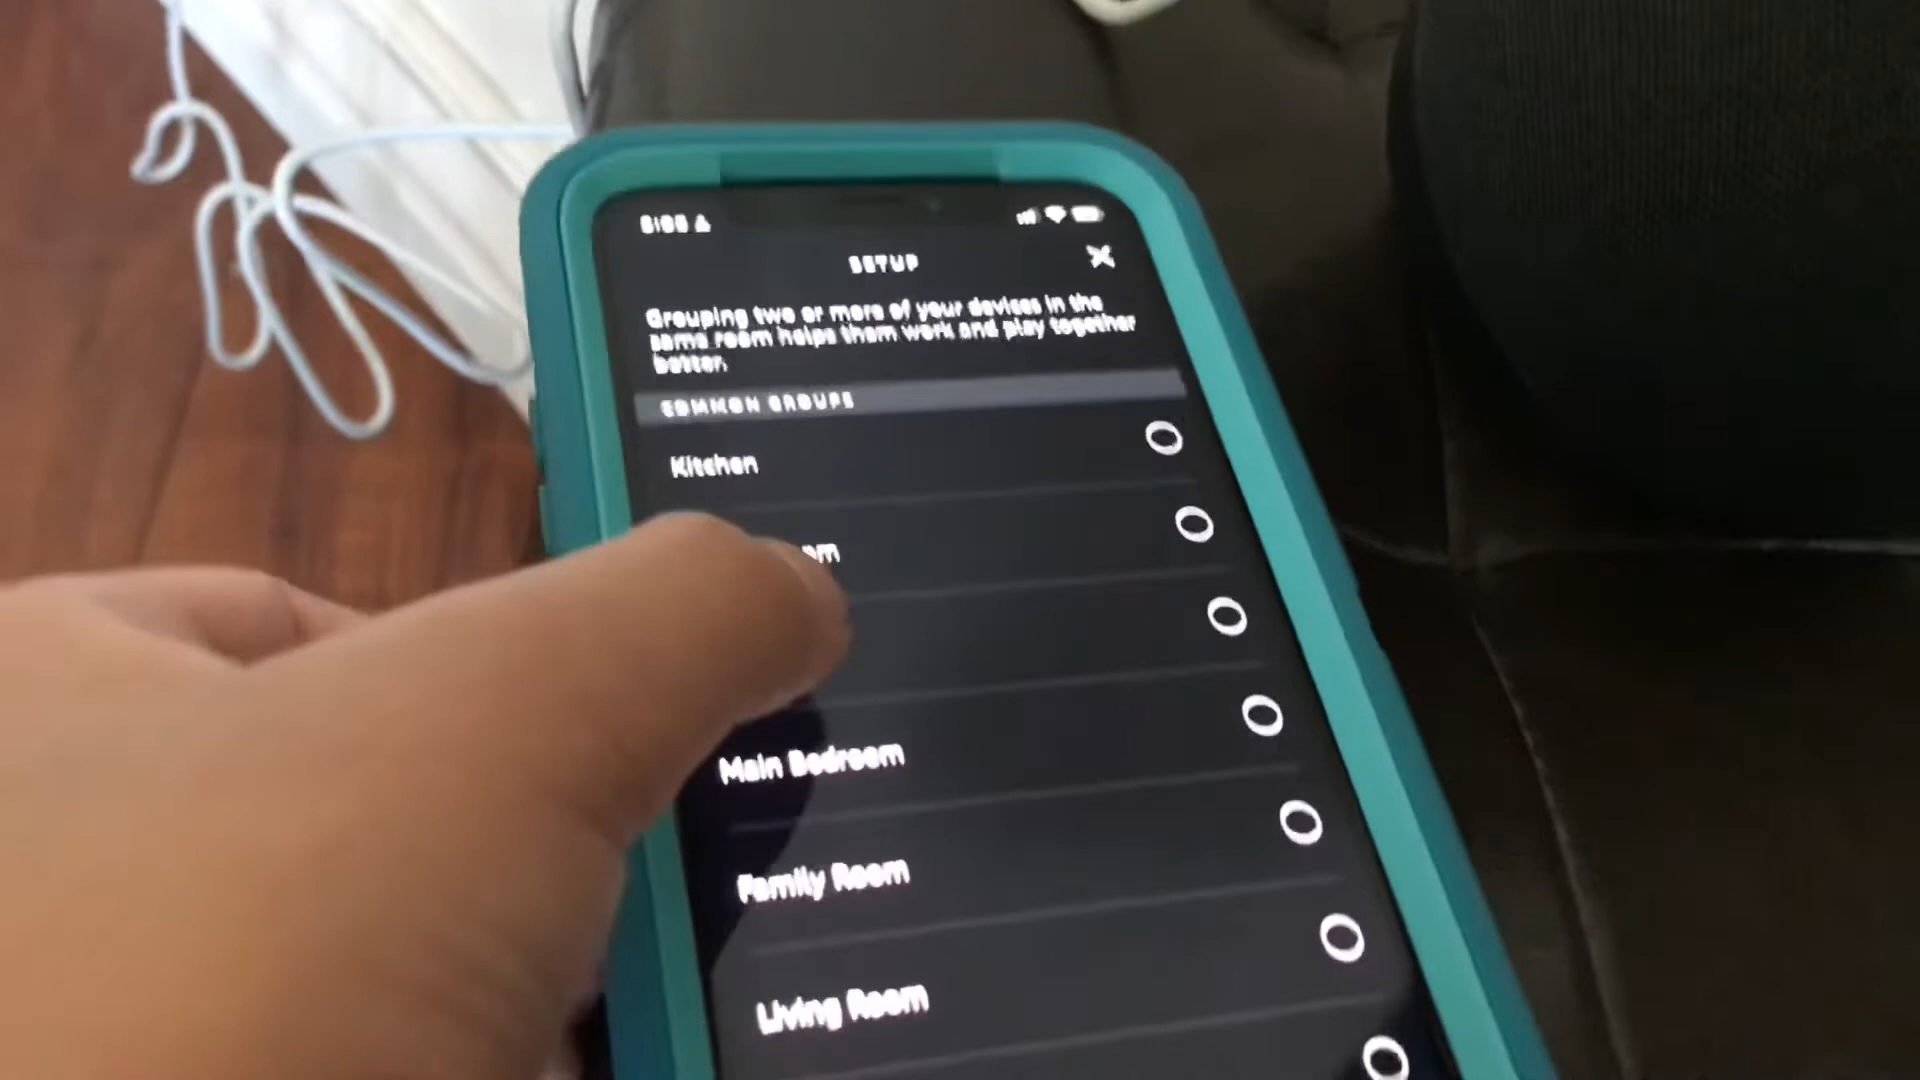 SETUP
Grouping two or more of your devices in the
same room helps them work and play together
better.
COMMON GROUPS
Kitchen
Main Bedroom
Family Room
Living Room